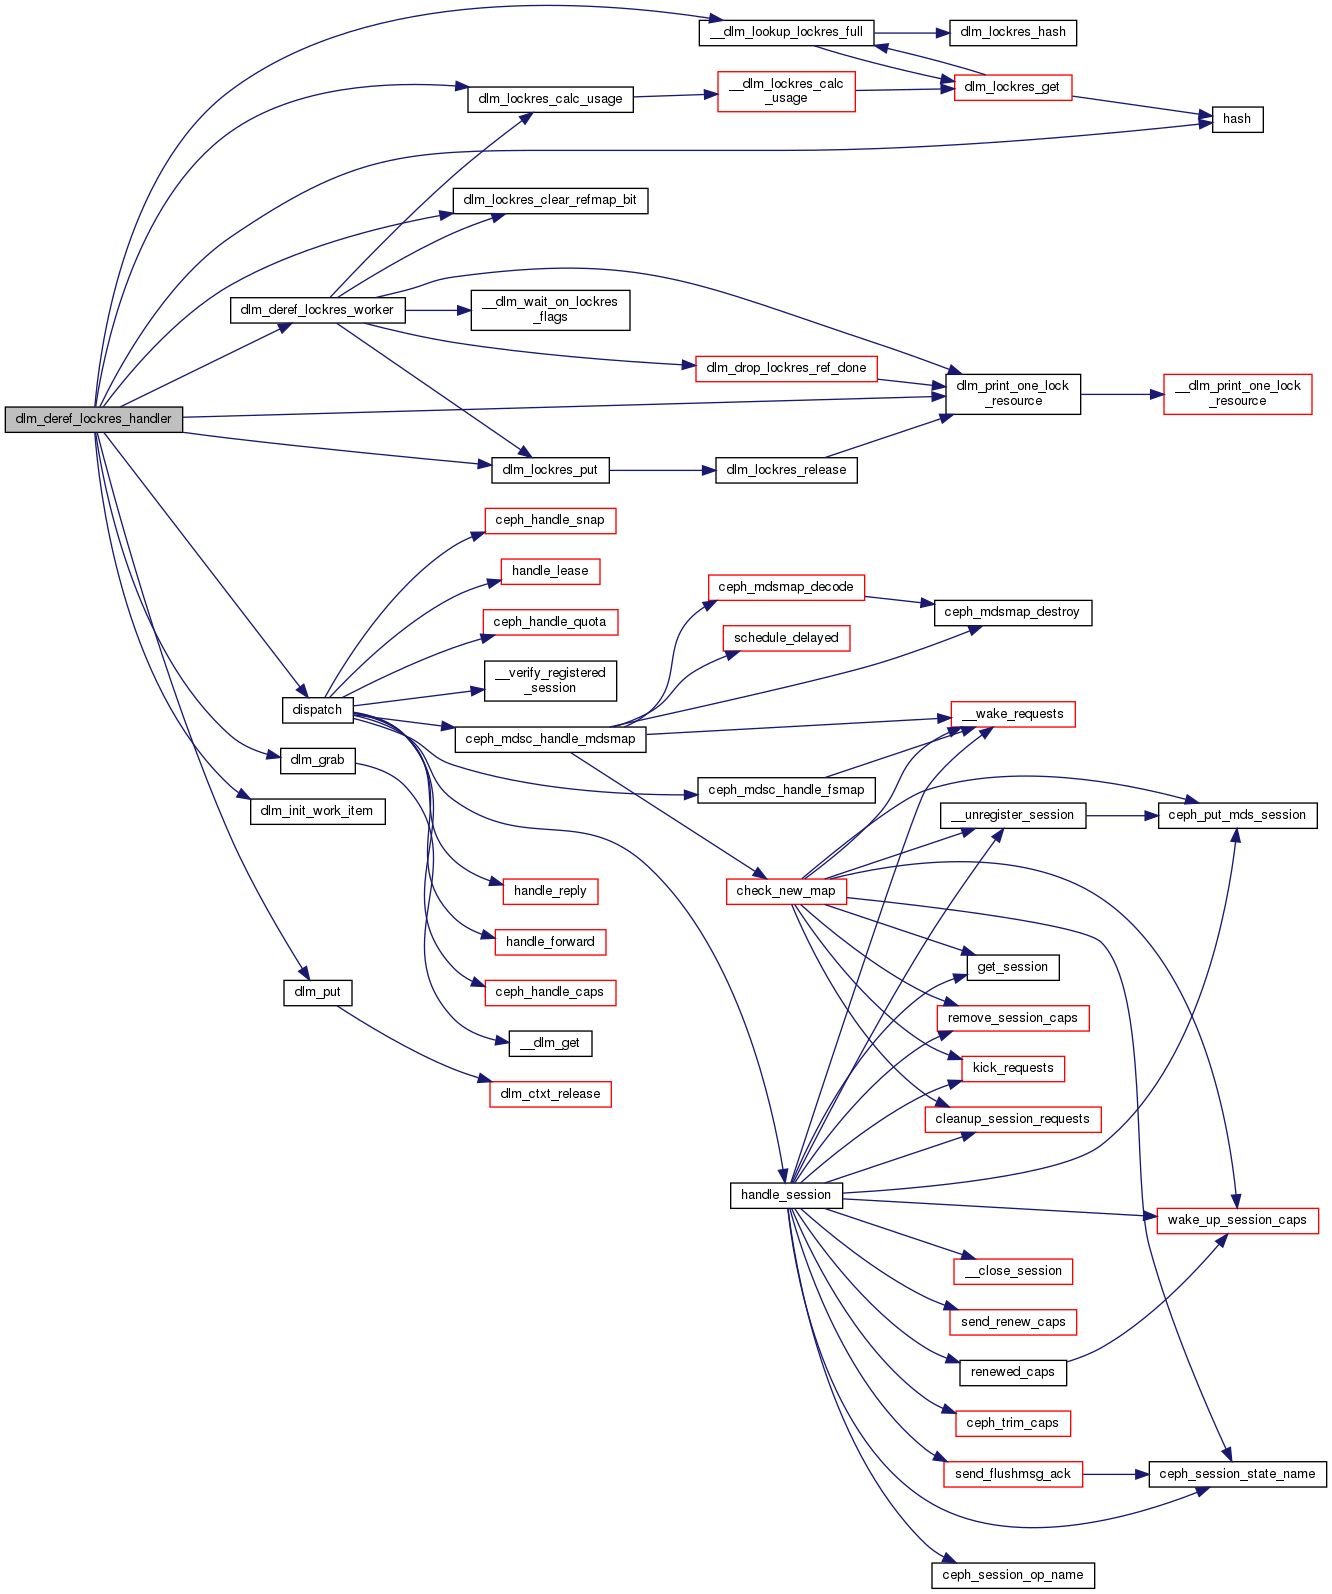 __dlm_lookup_lockres_full
dlm_lockres_hash
dlm_lockres_get
dlm_lockres_calc_usage
__dlm_lockres_calc
_usage
hash
dlm_lockres_clear_refmap_bit
dlm_deref_lockres_worker
__dlm_wait_on_lockres
_flags
dlm_drop_lockres_ref_done
dlm_print_one_lock
_resource
__dlm_print_one_lock
_resource
dlm_deref_lockres_handler
dlm_lockres_put
dlm_lockres_release
ceph_handle_snap
handle_lease
ceph_handle_quota
__verify_registered
_session
ceph_mdsmap_decode
ceph_mdsmap_destroy
schedule_delayed
dispatch
ceph_mdsc_handle_mdsmap
__wake_requests
dlm_grab
ceph_mdsc_handle_fsmap
dlm_init_work_item
__unregister_session
ceph_put_mds_session
handle_reply
check_new_map
handle_forward
get_session
dlm_put
ceph_handle_caps
remove_session_caps
__dlm_get
kick_requests
dlm_ctxt_release
cleanup_session_requests
handle_session
wake_up_session_caps
__close_session
send_renew_caps
renewed_caps
ceph_trim_caps
send_flushmsg_ack
ceph_session_state_name
ceph_session_op_name